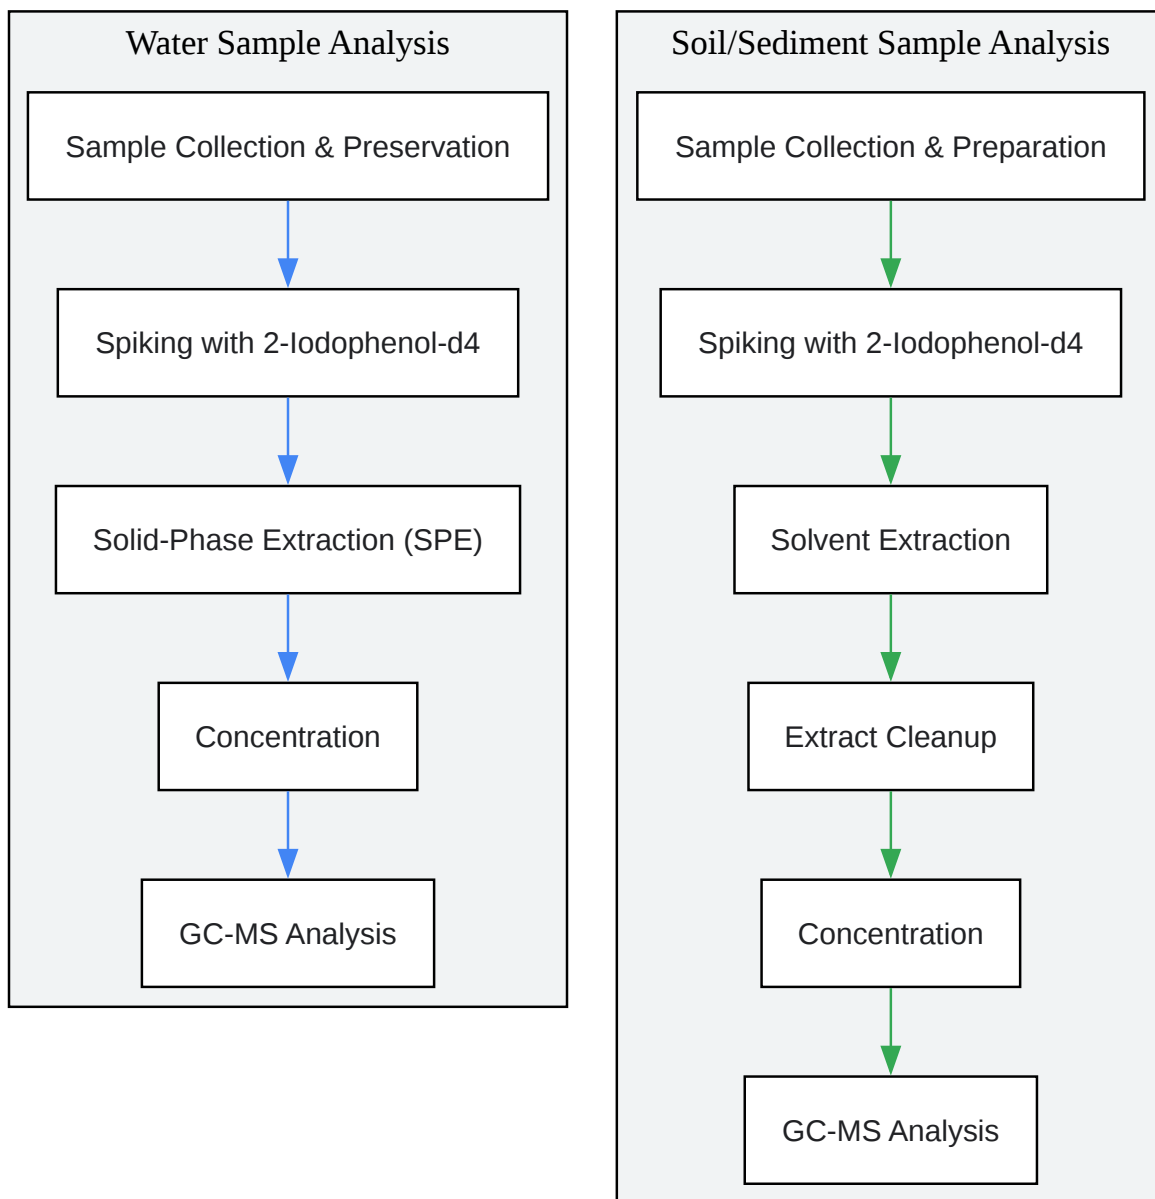 Water Sample Analysis
Sample Collection & Preservation
Spiking with 2-Iodophenol-d4
Solid-Phase Extraction (SPE)
Concentration
GC-MS Analysis
Soil/Sediment Sample Analysis
Sample Collection & Preparation
Spiking with 2-Iodophenol-d4
Solvent Extraction
Extract Cleanup
Concentration
GC-MS Analysis